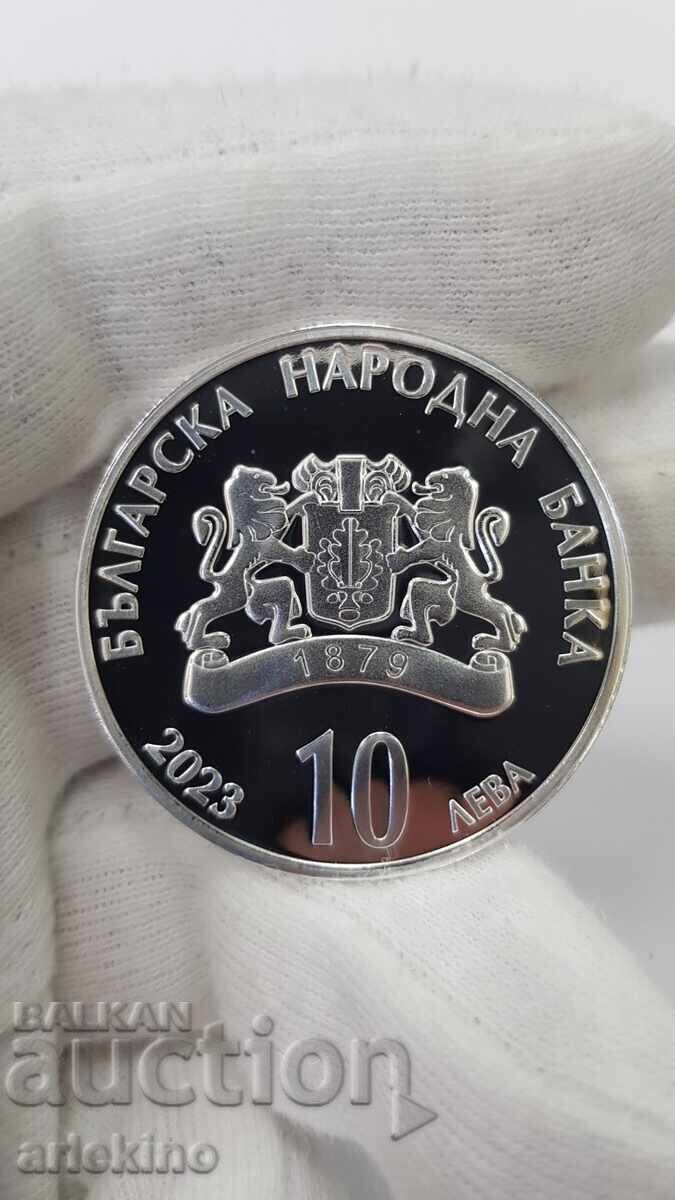 БЪЛГАРСКА НАРОДНА БАНКА
1879
2023
10
ЛЕВА
BALKAN
auction
arlekino